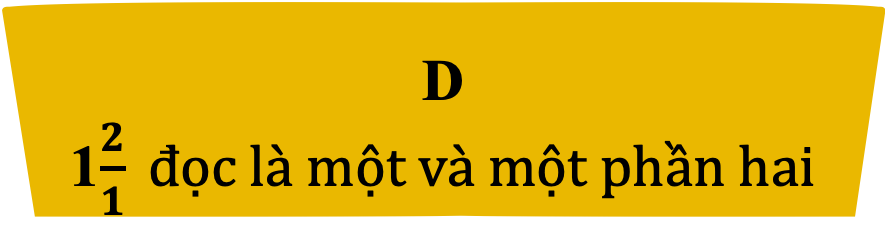 D
1 2/1 đọc là một và một phần hai